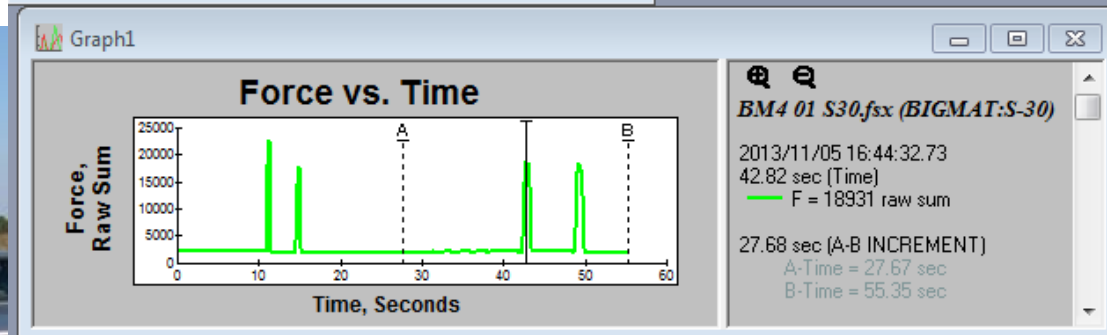 Graph1
Force vs. Time
Force,
Raw Sum
25000
20000
15000
10000
5000
0
A
B
0 10 20 30 40 50 60
Time, Seconds
BM4 01 S30.fsx (BIGMAT:S-30)
2013/11/05 16:44:32.73
42.82 sec (Time)
F = 18931 raw sum
27.68 sec (A-B INCREMENT)
A-Time = 27.67 sec
B-Time = 55.35 sec